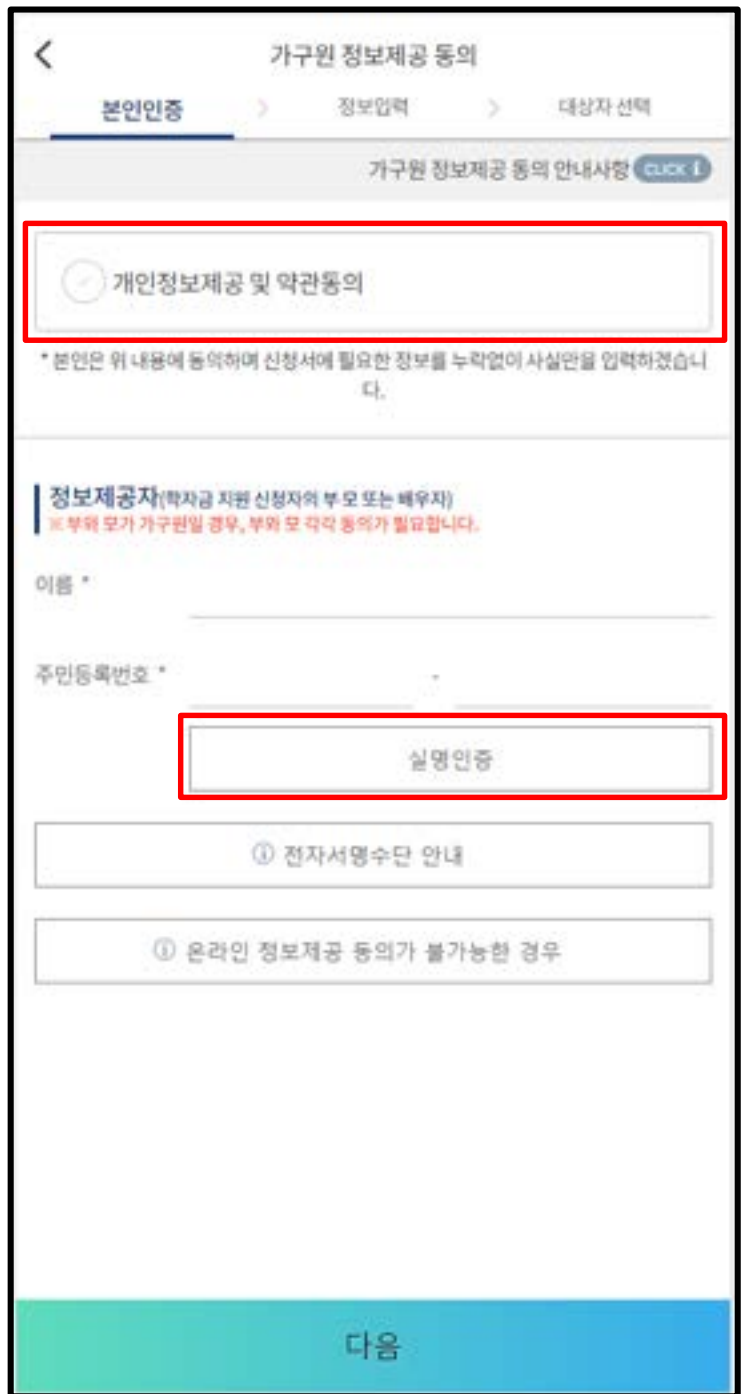 가구원 정보제공 동의
본인인증 > 정보입력 > 대상자 선택
가구원 정보제공 동의 안내사항 CLICK i
개인정보제공 및 약관동의
* 본인은 위 내용에 동의하며 신청서에 필요한 정보를 누락없이 사실만을 입력하겠습니
다.
정보제공자(학자금 지원 신청자의 부·모 또는 배우자)
※ 부와 모가 가구원일 경우, 부와 모 각각 동의가 필요합니다.
이름 *
주민등록번호 * -
실명인증
ⓘ 전자서명수단 안내
ⓘ 온라인 정보제공 동의가 불가능한 경우
다음